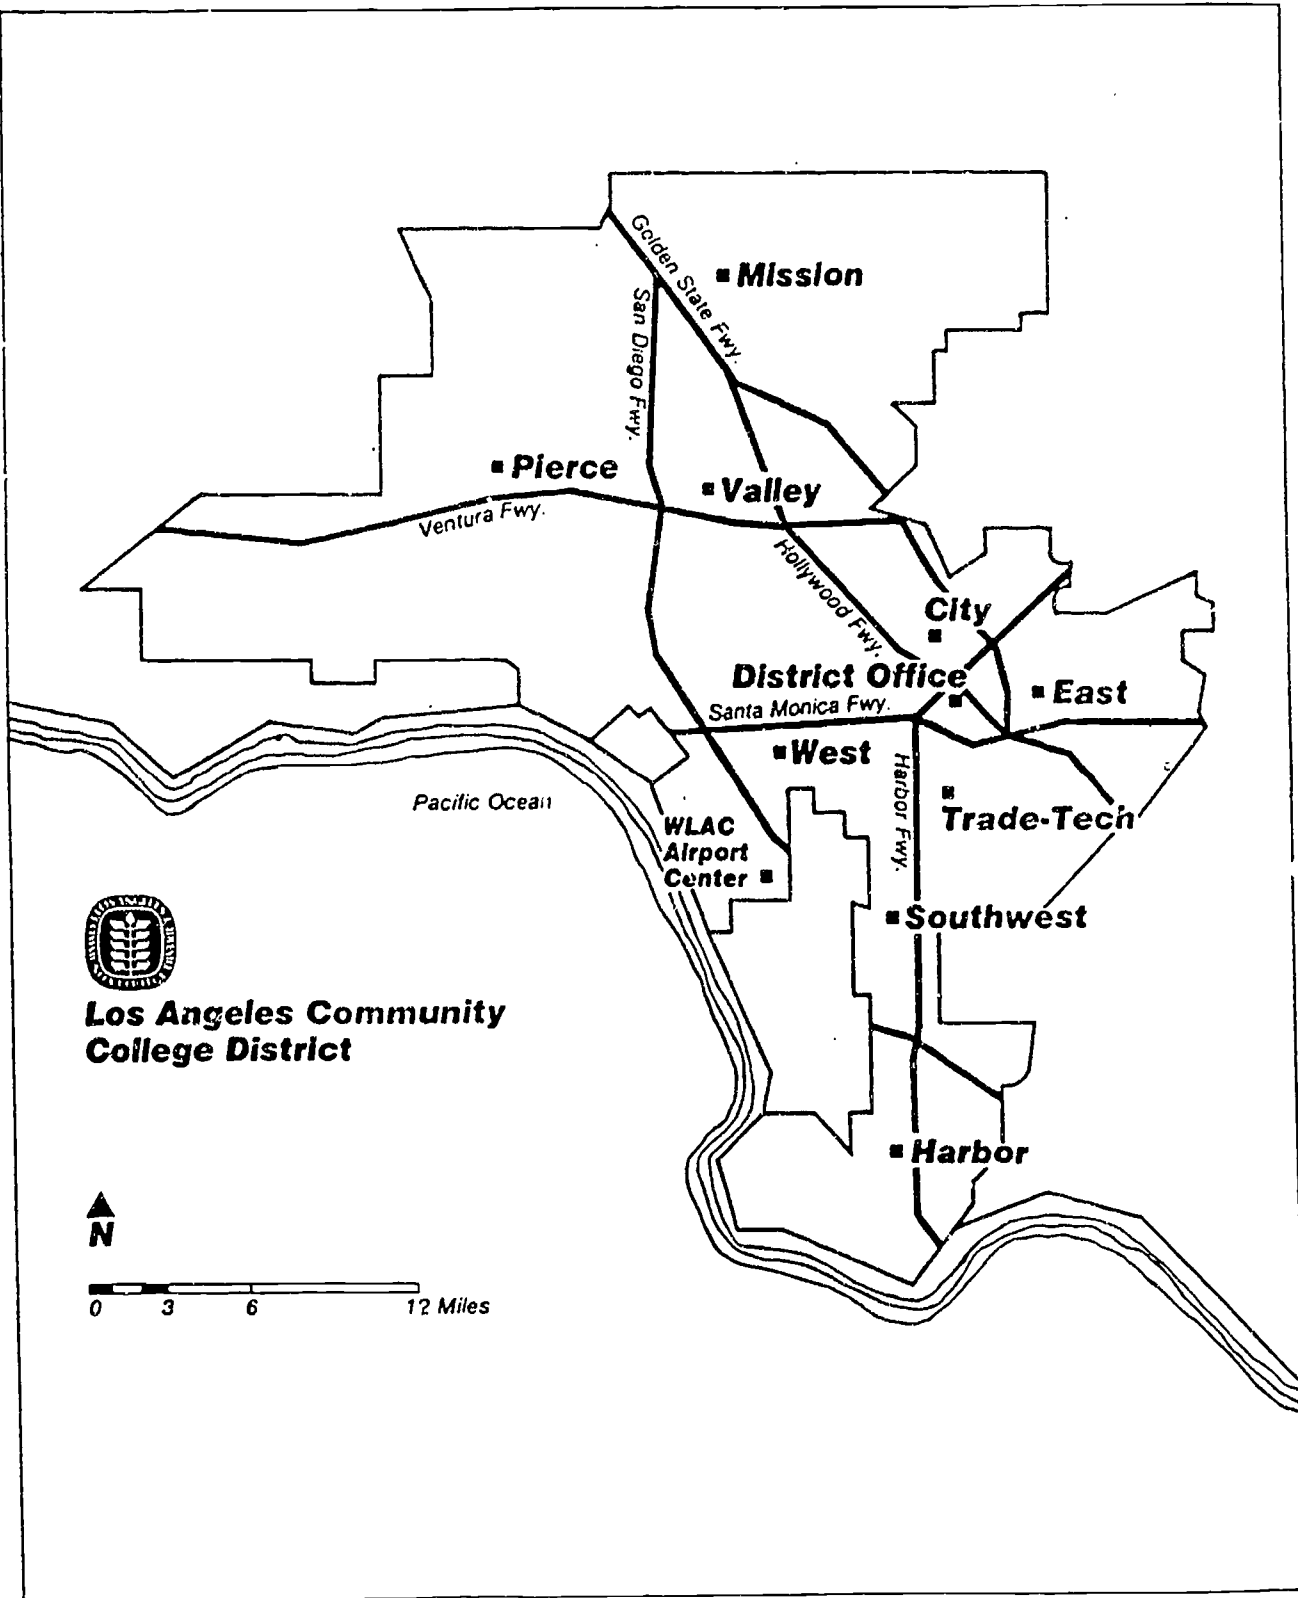 Golden State Fwy.
Mission
San Diego Fwy.
Pierce
Valley
Ventura Fwy.
Hollywood Fwy.
City
District Office
East
Santa Monica Fwy.
West
Harbor Fwy.
Pacific Ocean
Trade-Tech
WLAC
Airport
Center
Southwest
Los Angeles Community
College District
Harbor
N
0 3 6 12 Miles